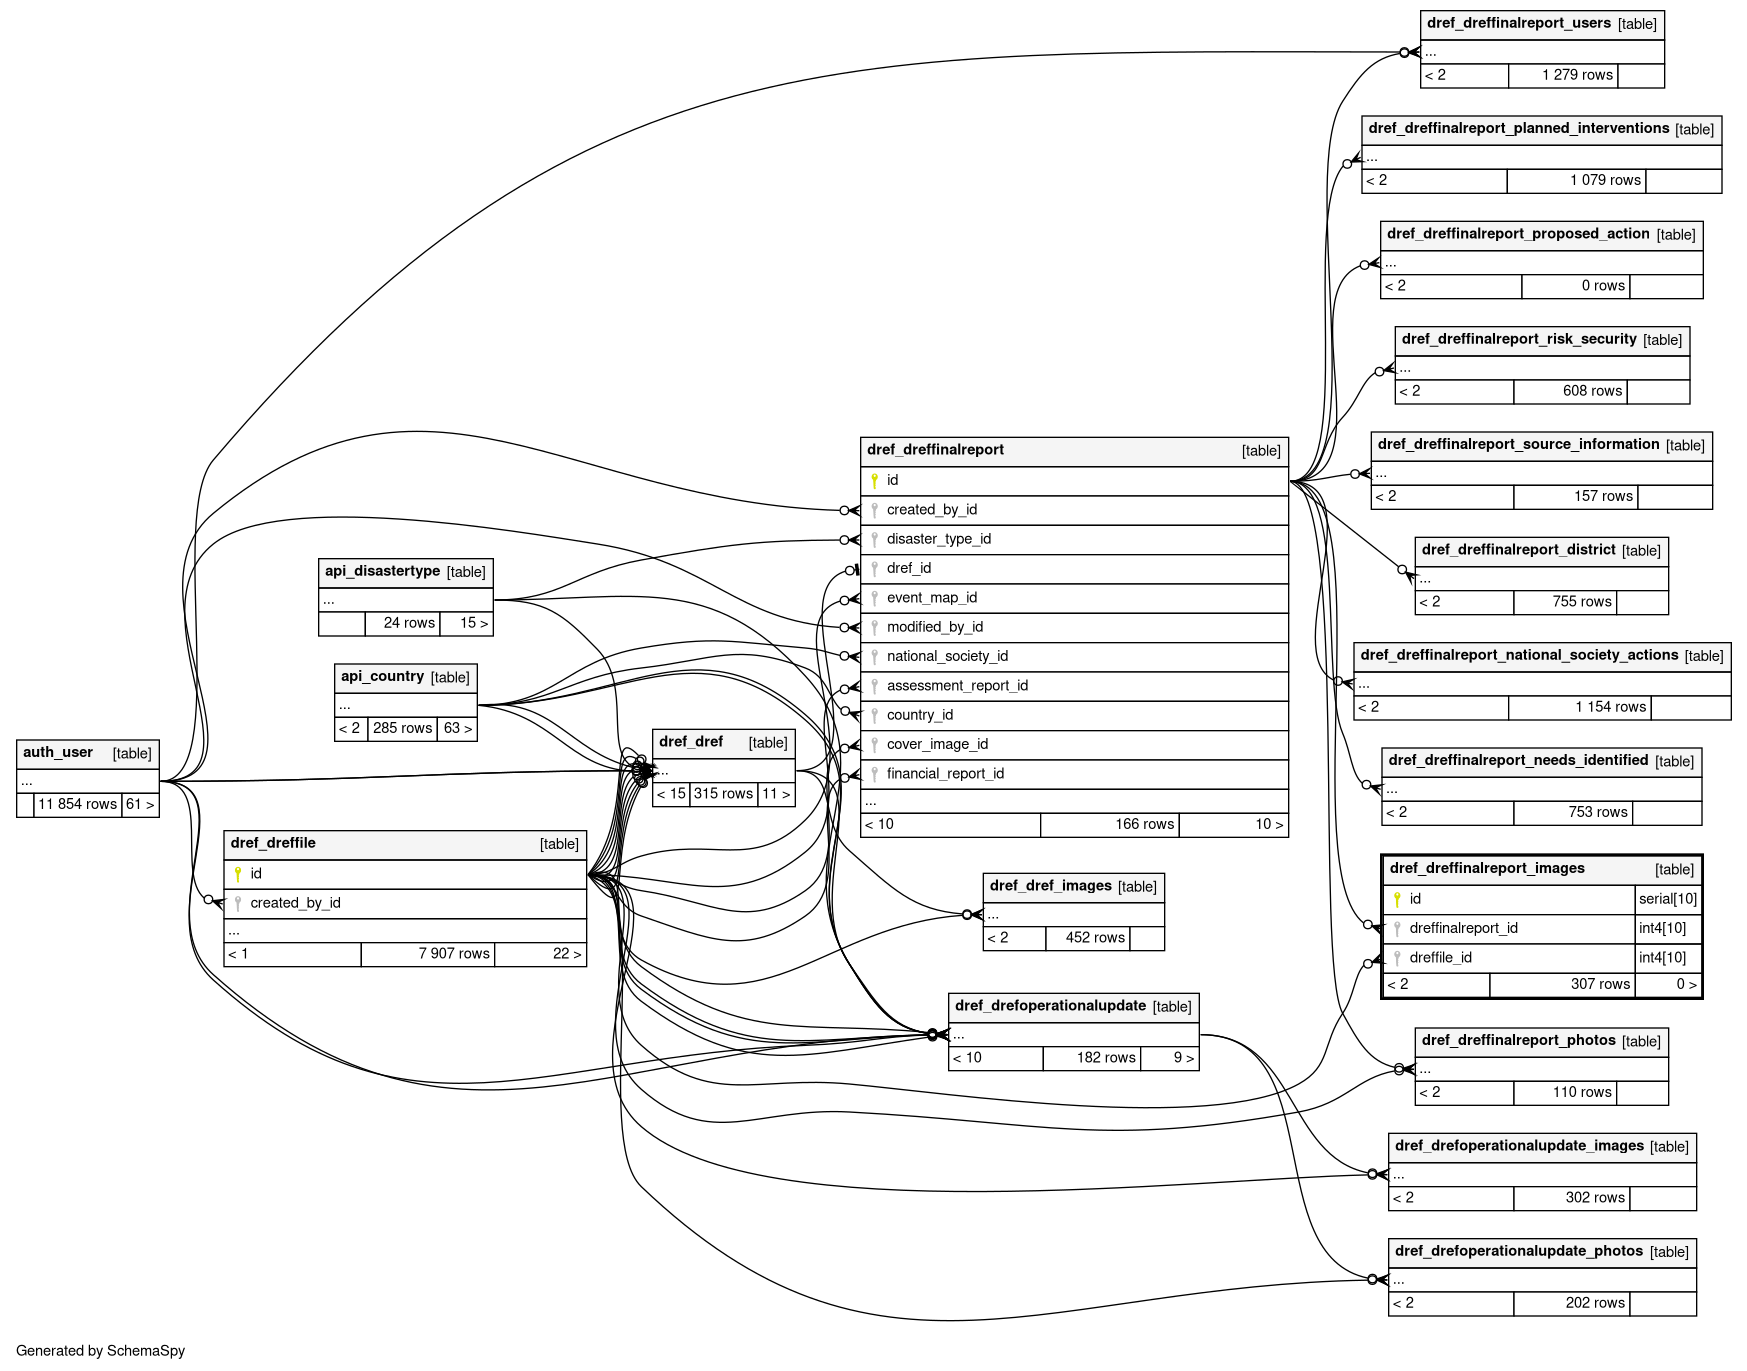 dref_dreffinalreport_users [table]
...
< 2 1 279 rows
dref_dreffinalreport_planned_interventions [table]
...
< 2 1 079 rows
dref_dreffinalreport_proposed_action [table]
...
< 2 0 rows
dref_dreffinalreport_risk_security [table]
...
< 2 608 rows
dref_dreffinalreport_source_information [table]
...
< 2 157 rows
dref_dreffinalreport_district [table]
...
< 2 755 rows
dref_dreffinalreport_national_society_actions [table]
...
< 2 1 154 rows
dref_dreffinalreport_needs_identified [table]
...
< 2 753 rows
dref_dreffinalreport_images [table]
id serial[10]
dreffinalreport_id int4[10]
dreffile_id int4[10]
< 2 307 rows 0 >
dref_dreffinalreport_photos [table]
...
< 2 110 rows
dref_drefoperationalupdate_images [table]
...
< 2 302 rows
dref_drefoperationalupdate_photos [table]
...
< 2 202 rows
dref_dreffinalreport [table]
id
created_by_id
disaster_type_id
dref_id
event_map_id
modified_by_id
national_society_id
assessment_report_id
country_id
cover_image_id
financial_report_id
...
< 10 166 rows 10 >
dref_dref_images [table]
...
< 2 452 rows
dref_drefoperationalupdate [table]
...
< 10 182 rows 9 >
api_disastertype [table]
...
24 rows 15 >
api_country [table]
...
< 2 285 rows 63 >
dref_dref [table]
...
< 15 315 rows 11 >
auth_user [table]
...
11 854 rows 61 >
dref_dreffile [table]
id
created_by_id
...
< 1 7 907 rows 22 >
Generated by SchemaSpy